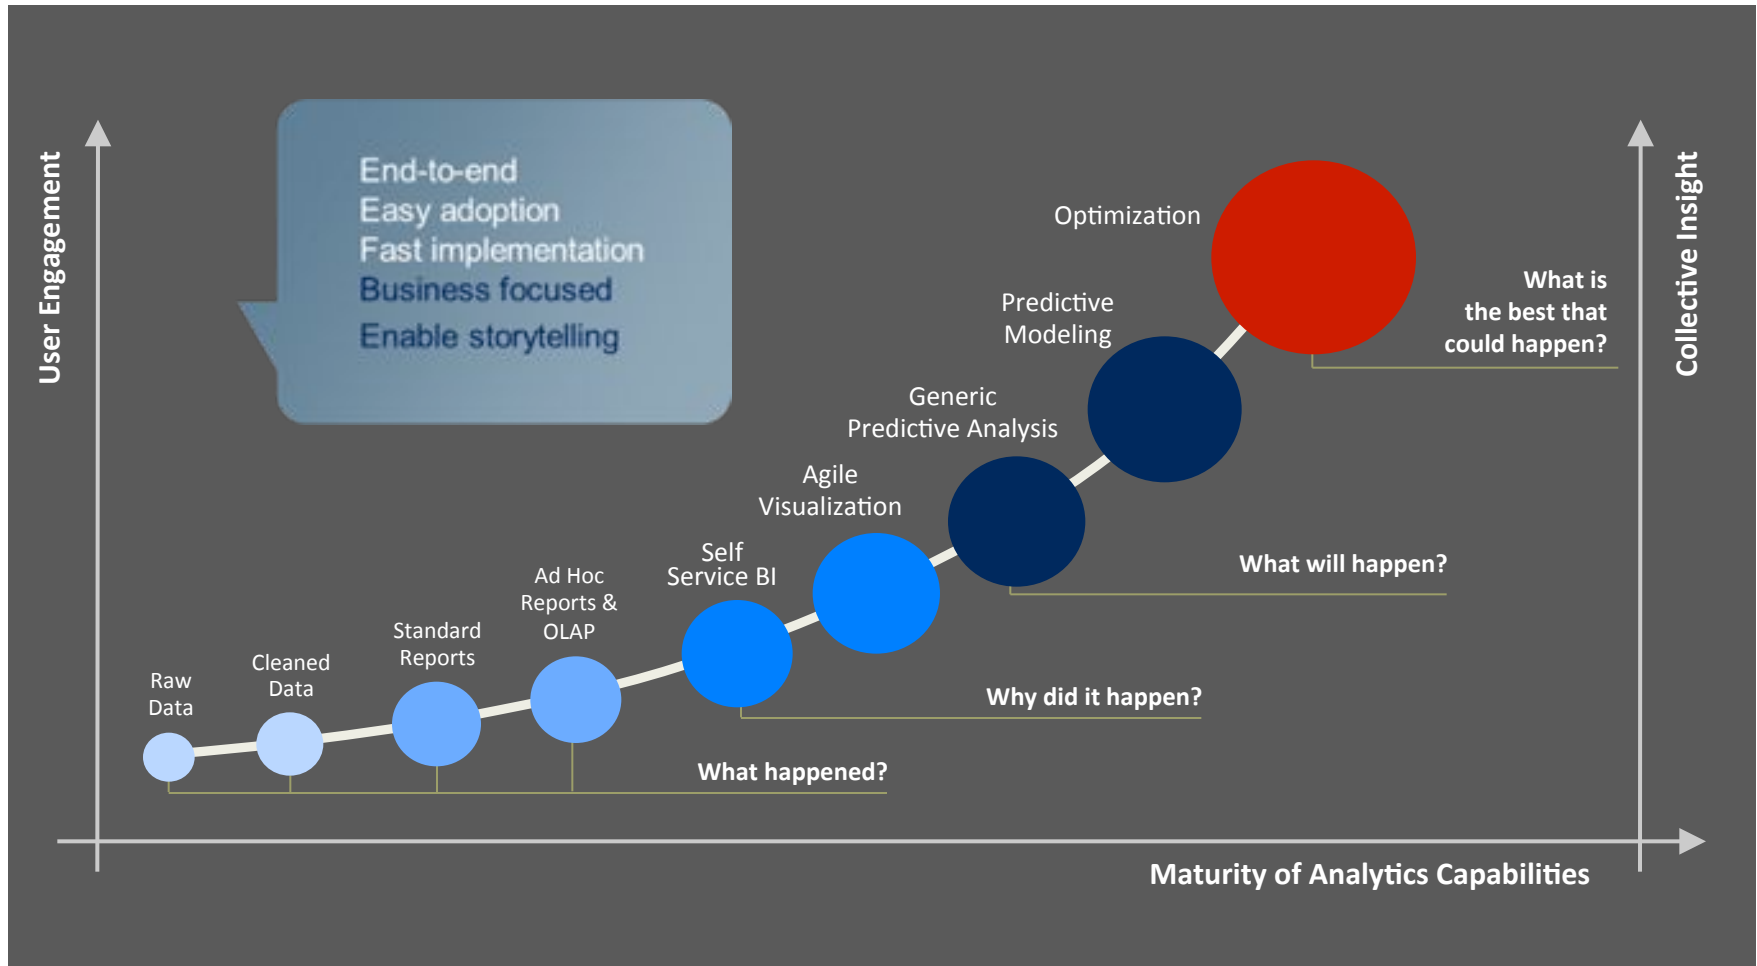 End-to-end
Easy adoption
Fast implementation
Business focused
Enable storytelling
User Engagement
Collective Insight
Optimization
What is
the best that
could happen?
Predictive
Modeling
Generic
Predictive Analysis
Agile
Visualization
What will happen?
Self
Service BI
Ad Hoc
Reports &
OLAP
Standard
Reports
Cleaned
Data
Raw
Data
Why did it happen?
What happened?
Maturity of Analytics Capabilities